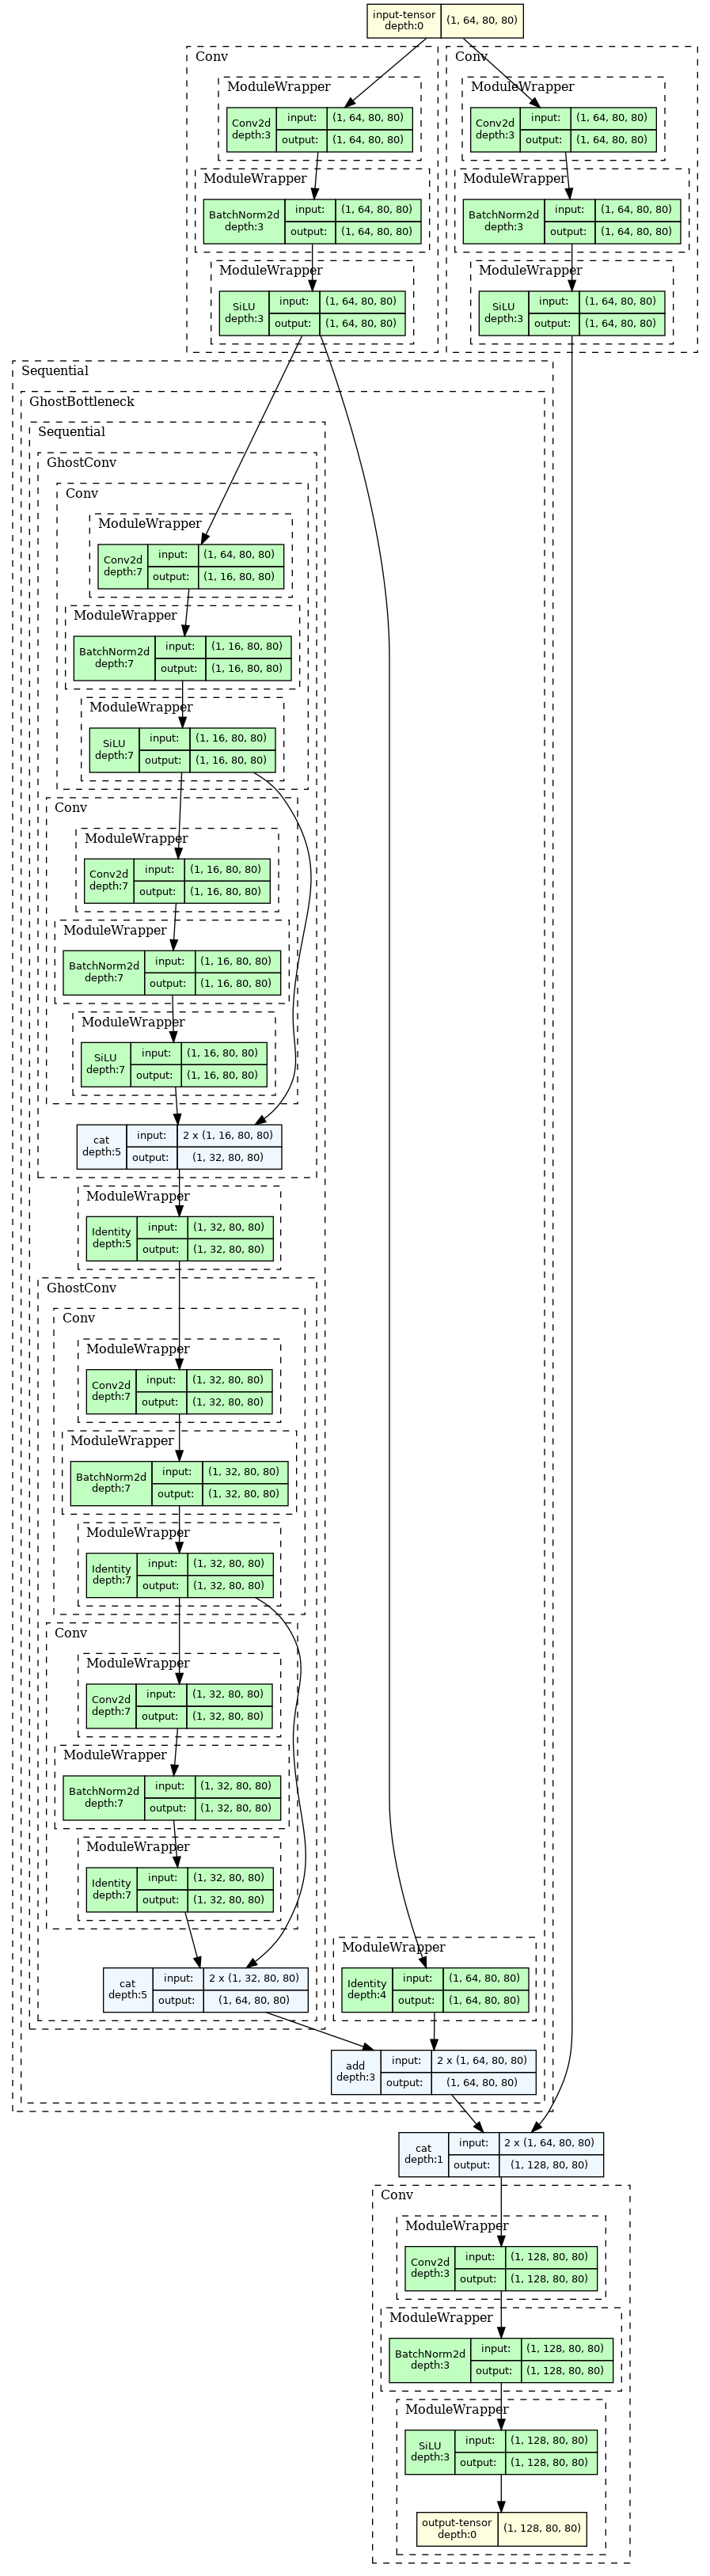 input-tensor
depth:0
(1, 64, 80, 80)
Conv
Conv
ModuleWrapper
ModuleWrapper
Conv2d
depth:3
input:
(1, 64, 80, 80)
output:
(1, 64, 80, 80)
Conv2d
depth:3
input:
(1, 64, 80, 80)
output:
(1, 64, 80, 80)
ModuleWrapper
ModuleWrapper
BatchNorm2d
depth:3
input:
(1, 64, 80, 80)
output:
(1, 64, 80, 80)
BatchNorm2d
depth:3
input:
(1, 64, 80, 80)
output:
(1, 64, 80, 80)
ModuleWrapper
ModuleWrapper
SiLU
depth:3
input:
(1, 64, 80, 80)
output:
(1, 64, 80, 80)
SiLU
depth:3
input:
(1, 64, 80, 80)
output:
(1, 64, 80, 80)
Sequential
GhostBottleneck
Sequential
GhostConv
Conv
ModuleWrapper
Conv2d
depth:7
input:
(1, 64, 80, 80)
output:
(1, 16, 80, 80)
ModuleWrapper
BatchNorm2d
depth:7
input:
(1, 16, 80, 80)
output:
(1, 16, 80, 80)
ModuleWrapper
SiLU
depth:7
input:
(1, 16, 80, 80)
output:
(1, 16, 80, 80)
Conv
ModuleWrapper
Conv2d
depth:7
input:
(1, 16, 80, 80)
output:
(1, 16, 80, 80)
ModuleWrapper
BatchNorm2d
depth:7
input:
(1, 16, 80, 80)
output:
(1, 16, 80, 80)
ModuleWrapper
SiLU
depth:7
input:
(1, 16, 80, 80)
output:
(1, 16, 80, 80)
cat
depth:5
input:
2 x (1, 16, 80, 80)
output:
(1, 32, 80, 80)
ModuleWrapper
Identity
depth:5
input:
(1, 32, 80, 80)
output:
(1, 32, 80, 80)
GhostConv
Conv
ModuleWrapper
Conv2d
depth:7
input:
(1, 32, 80, 80)
output:
(1, 32, 80, 80)
ModuleWrapper
BatchNorm2d
depth:7
input:
(1, 32, 80, 80)
output:
(1, 32, 80, 80)
ModuleWrapper
Identity
depth:7
input:
(1, 32, 80, 80)
output:
(1, 32, 80, 80)
Conv
ModuleWrapper
Conv2d
depth:7
input:
(1, 32, 80, 80)
output:
(1, 32, 80, 80)
ModuleWrapper
BatchNorm2d
depth:7
input:
(1, 32, 80, 80)
output:
(1, 32, 80, 80)
ModuleWrapper
Identity
depth:7
input:
(1, 32, 80, 80)
output:
(1, 32, 80, 80)
cat
depth:5
input:
2 x (1, 32, 80, 80)
output:
(1, 64, 80, 80)
ModuleWrapper
Identity
depth:4
input:
(1, 64, 80, 80)
output:
(1, 64, 80, 80)
add
depth:3
input:
2 x (1, 64, 80, 80)
output:
(1, 64, 80, 80)
cat
depth:1
input:
2 x (1, 64, 80, 80)
output:
(1, 128, 80, 80)
Conv
ModuleWrapper
Conv2d
depth:3
input:
(1, 128, 80, 80)
output:
(1, 128, 80, 80)
ModuleWrapper
BatchNorm2d
depth:3
input:
(1, 128, 80, 80)
output:
(1, 128, 80, 80)
ModuleWrapper
SiLU
depth:3
input:
(1, 128, 80, 80)
output:
(1, 128, 80, 80)
output-tensor
depth:0
(1, 128, 80, 80)